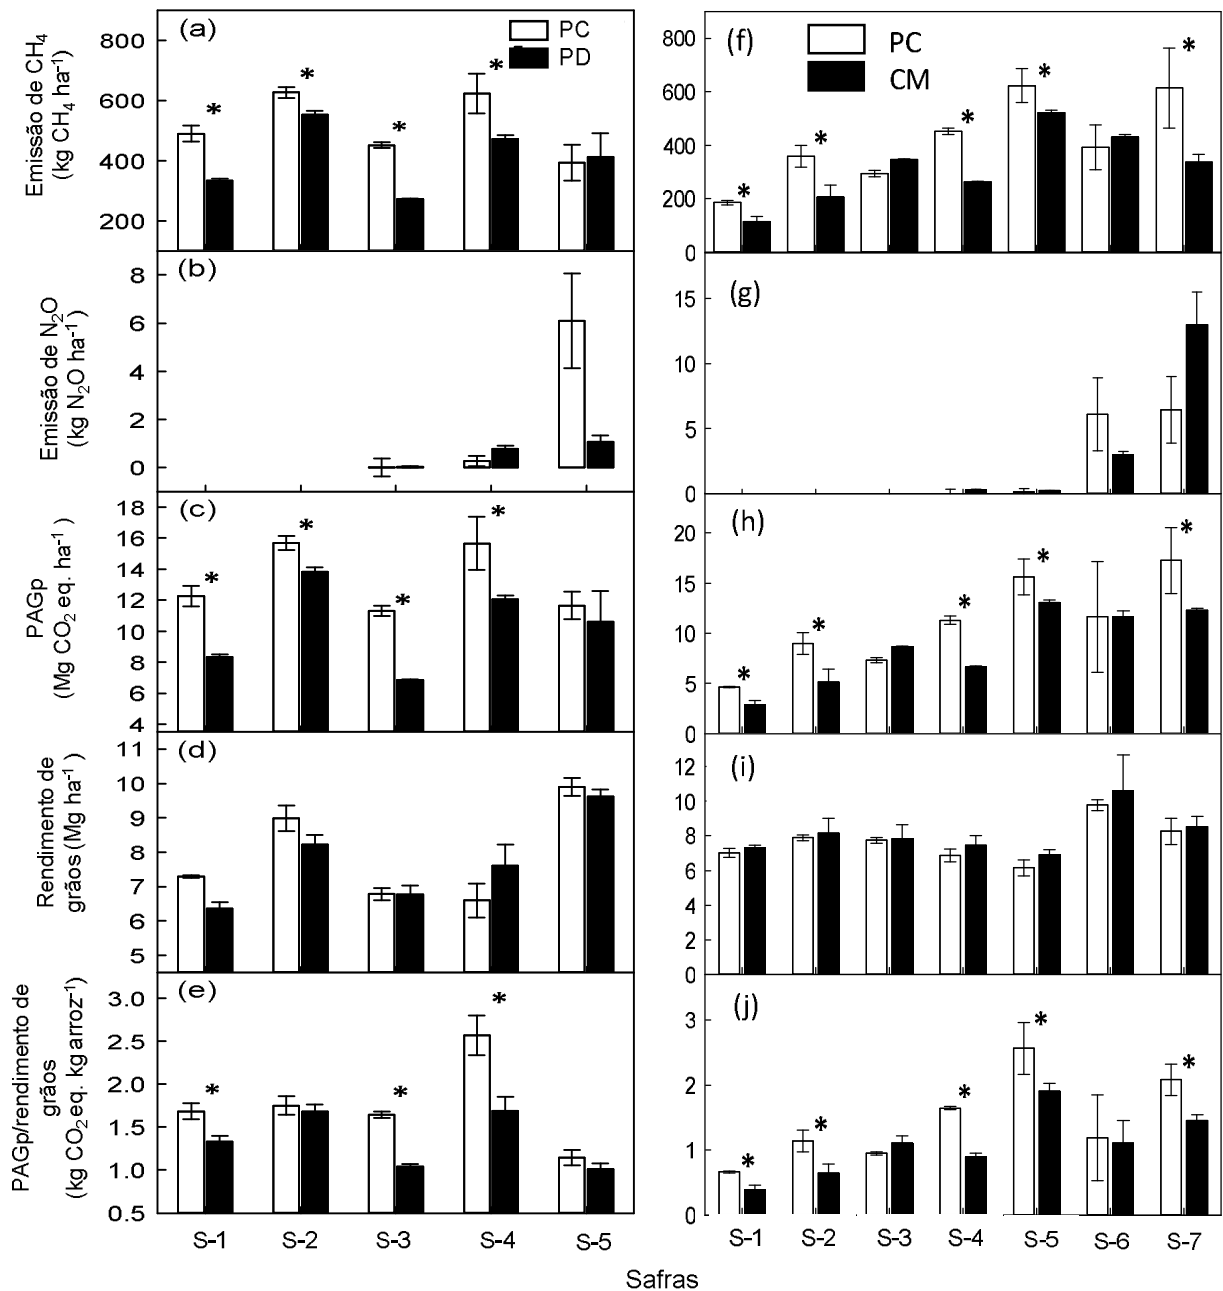 Emissão de CH4
(kg CH4 ha-1)
(a)
PC
PD
800
600
400
200
* * * *
(f)
PC
CM
800
600
400
200
0
* * * * *
Emissão de N2O
(kg N2O ha-1)
(b)
8
6
4
2
0
(g)
15
10
5
0
PAGp
(Mg CO2 eq. ha-1)
(c)
18
16
14
12
10
8
6
4
* * * *
(h)
20
15
10
5
0
* * * * *
Rendimento de
grãos (Mg ha-1)
(d)
11
10
9
8
7
6
5
(i)
12
10
8
6
4
2
0
PAGp/rendimento de
grãos
(kg CO2 eq. kg arroz-1)
(e)
3.0
2.5
2.0
1.5
1.0
0.5
* * *
(j)
3
2
1
0
* * * * * *
S-1 S-2 S-3 S-4 S-5
S-1 S-2 S-3 S-4 S-5 S-6 S-7
Safras